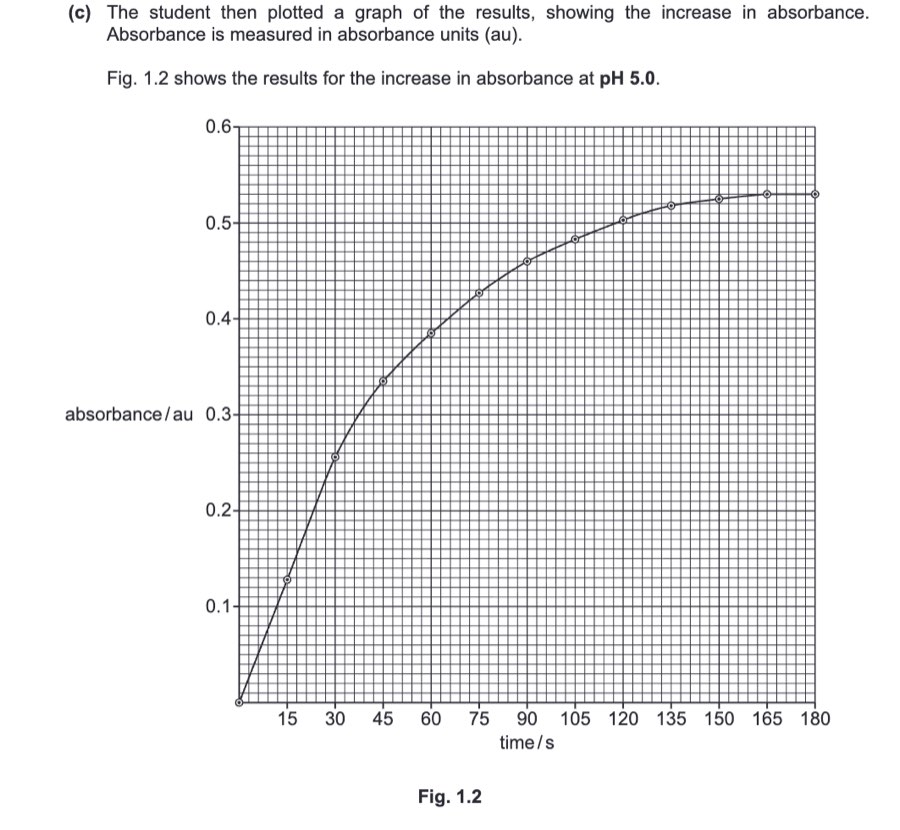 (c) The student then plotted a graph of the results, showing the increase in absorbance.
Absorbance is measured in absorbance units (au).
Fig. 1.2 shows the results for the increase in absorbance at pH 5.0.
0.6
0.5
0.4
absorbance / au 0.3
0.2
0.1
15 30 45 60 75 90 105 120 135 150 165 180
time / s
Fig. 1.2